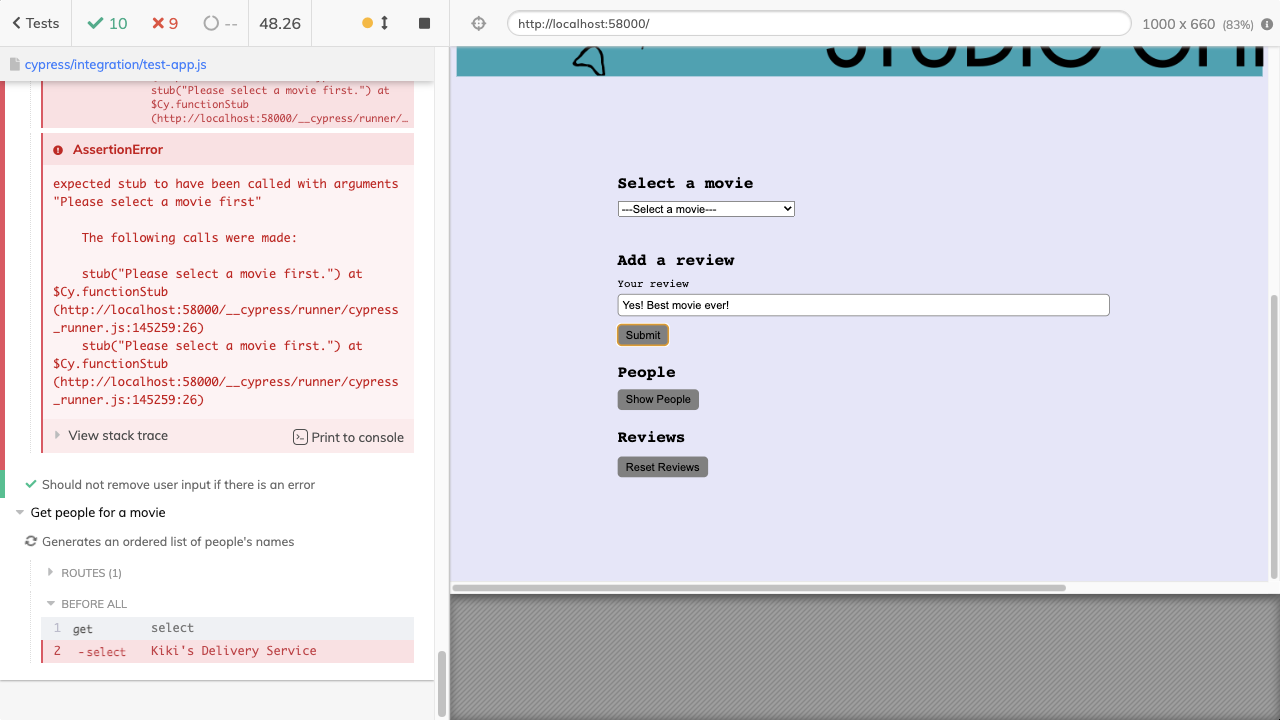 Tests
10
9
--
48.26
http://localhost:58000/
1000 x 660 (83%)
cypress/integration/test-app.js
stub("Please select a movie first.") at
$Cy.functionStub
(http://localhost:58000/__cypress/runner/…
AssertionError
expected stub to have been called with arguments
"Please select a movie first"
The following calls were made:
stub("Please select a movie first.") at
$Cy.functionStub
(http://localhost:58000/__cypress/runner/cypress
_runner.js:145259:26)
stub("Please select a movie first.") at
$Cy.functionStub
(http://localhost:58000/__cypress/runner/cypress
_runner.js:145259:26)
View stack trace
Print to console
Should not remove user input if there is an error
Get people for a movie
Generates an ordered list of people's names
ROUTES (1)
BEFORE ALL
1 get select
2 -select Kiki's Delivery Service
STUDIO GHI
Select a movie
---Select a movie---
Add a review
Your review
Yes! Best movie ever!
Submit
People
Show People
Reviews
Reset Reviews